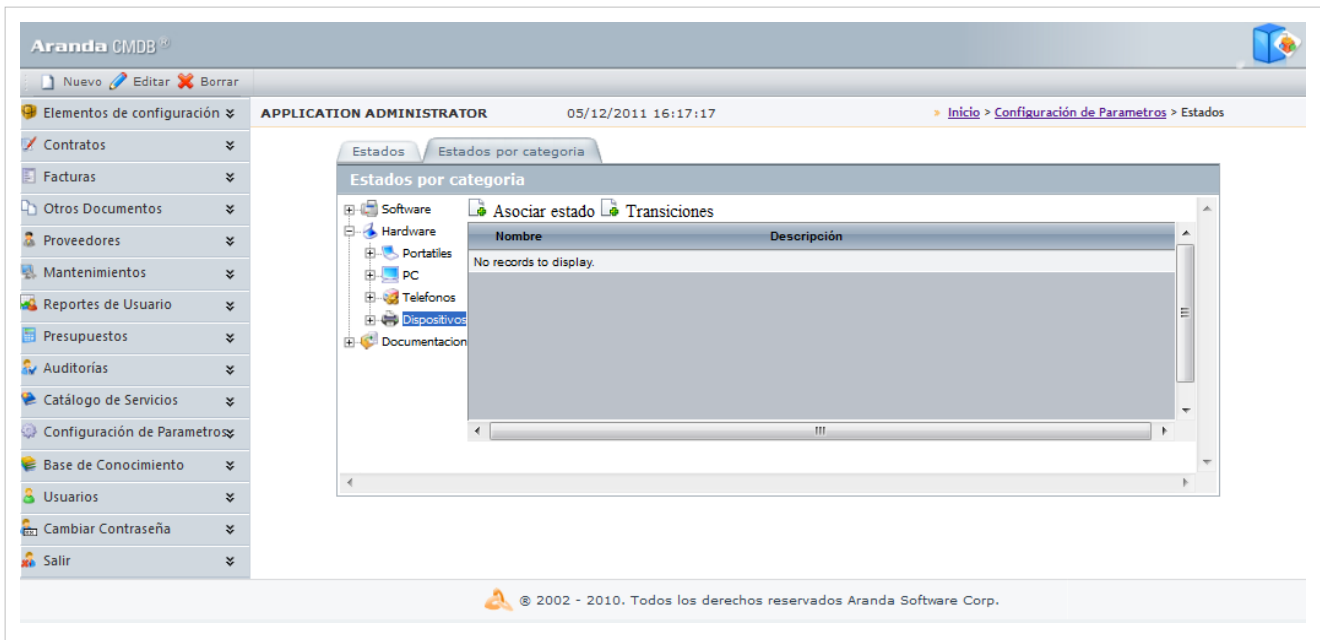 Aranda CMDB ®
Nuevo Editar Borrar
Elementos de configuración
Contratos
Facturas
Otros Documentos
Proveedores
Mantenimientos
Reportes de Usuario
Presupuestos
Auditorías
Catálogo de Servicios
Configuración de Parametros
Base de Conocimiento
Usuarios
Cambiar Contraseña
Salir
APPLICATION ADMINISTRATOR 05/12/2011 16:17:17 » Inicio > Configuración de Parametros > Estados
Estados Estados por categoria
Estados por categoria
Software
Hardware
Portatiles
PC
Telefonos
Dispositivos
Documentacion
Asociar estado Transiciones
Nombre Descripción
No records to display.
® 2002 - 2010. Todos los derechos reservados Aranda Software Corp.